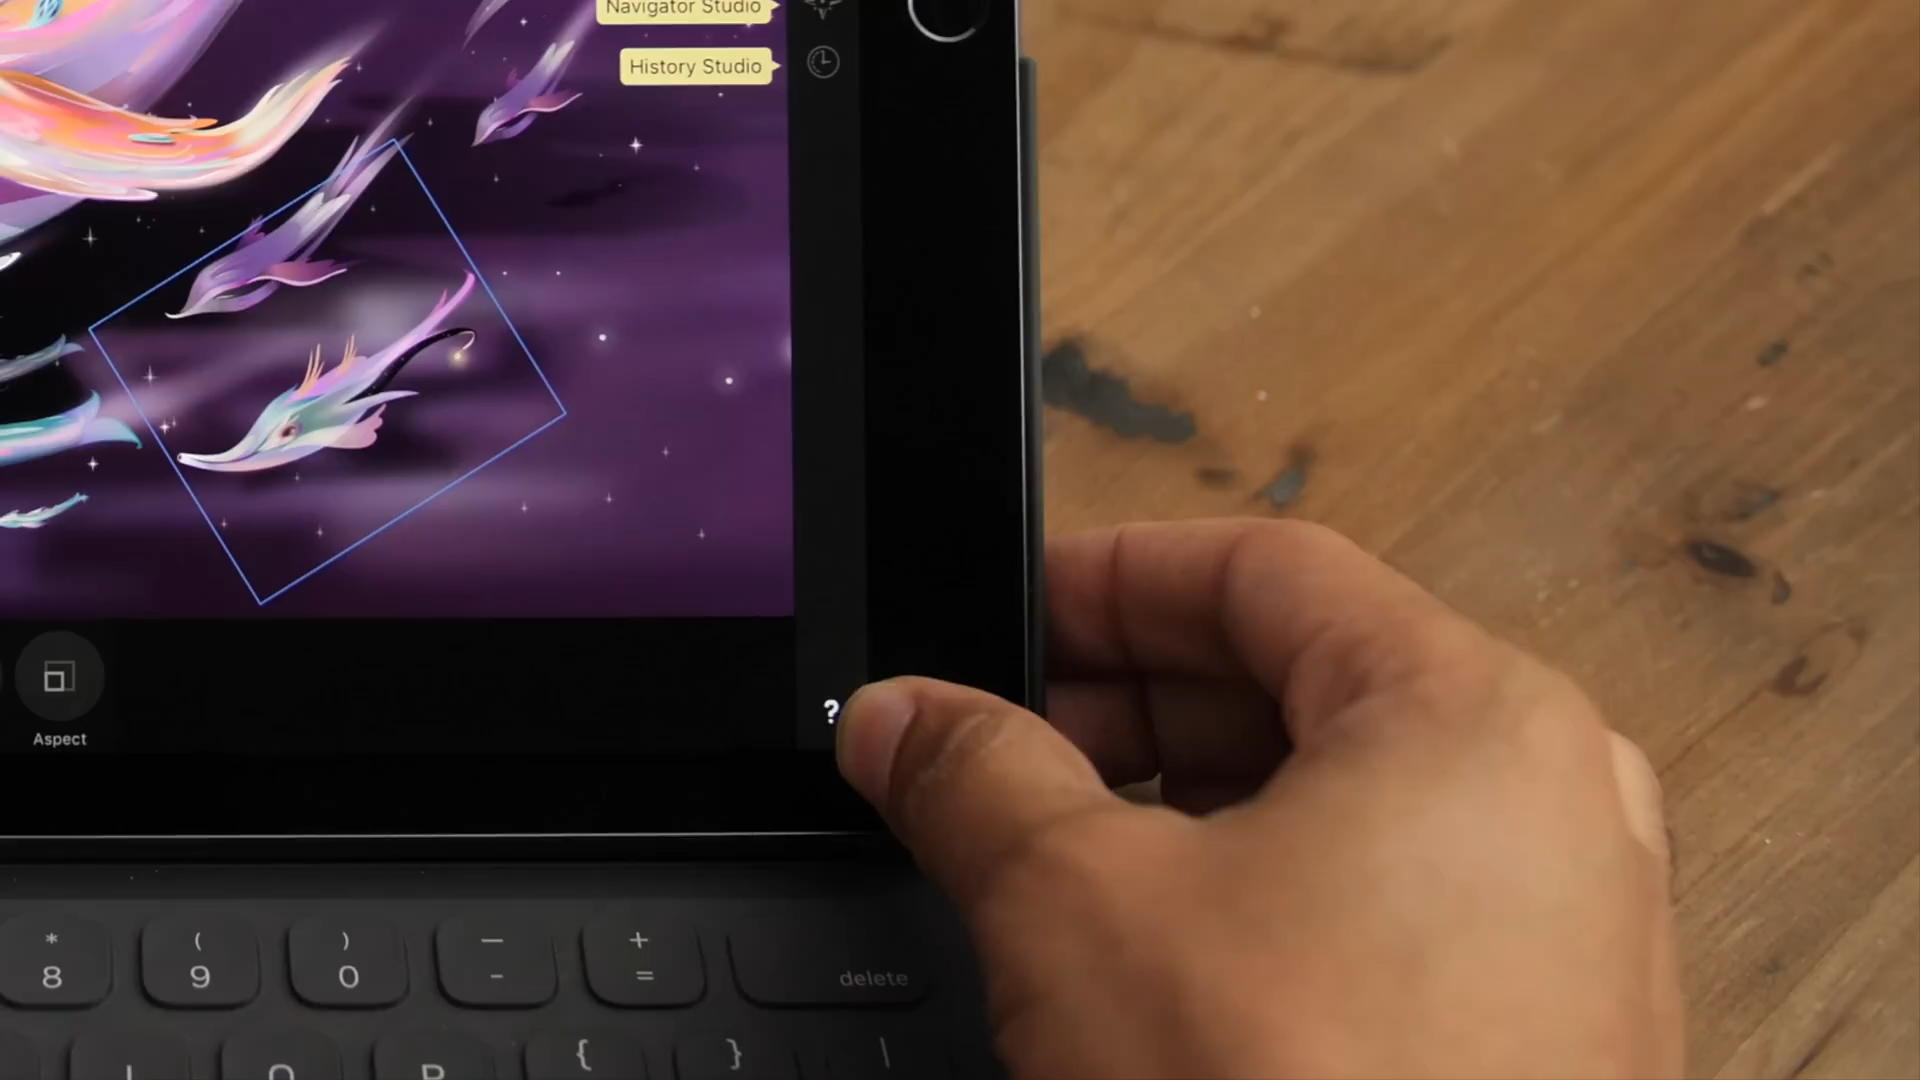 Navigator Studio
History Studio
?
Aspect
* ( ) — +
8 9 0 - =
delete
{ } |
I O P